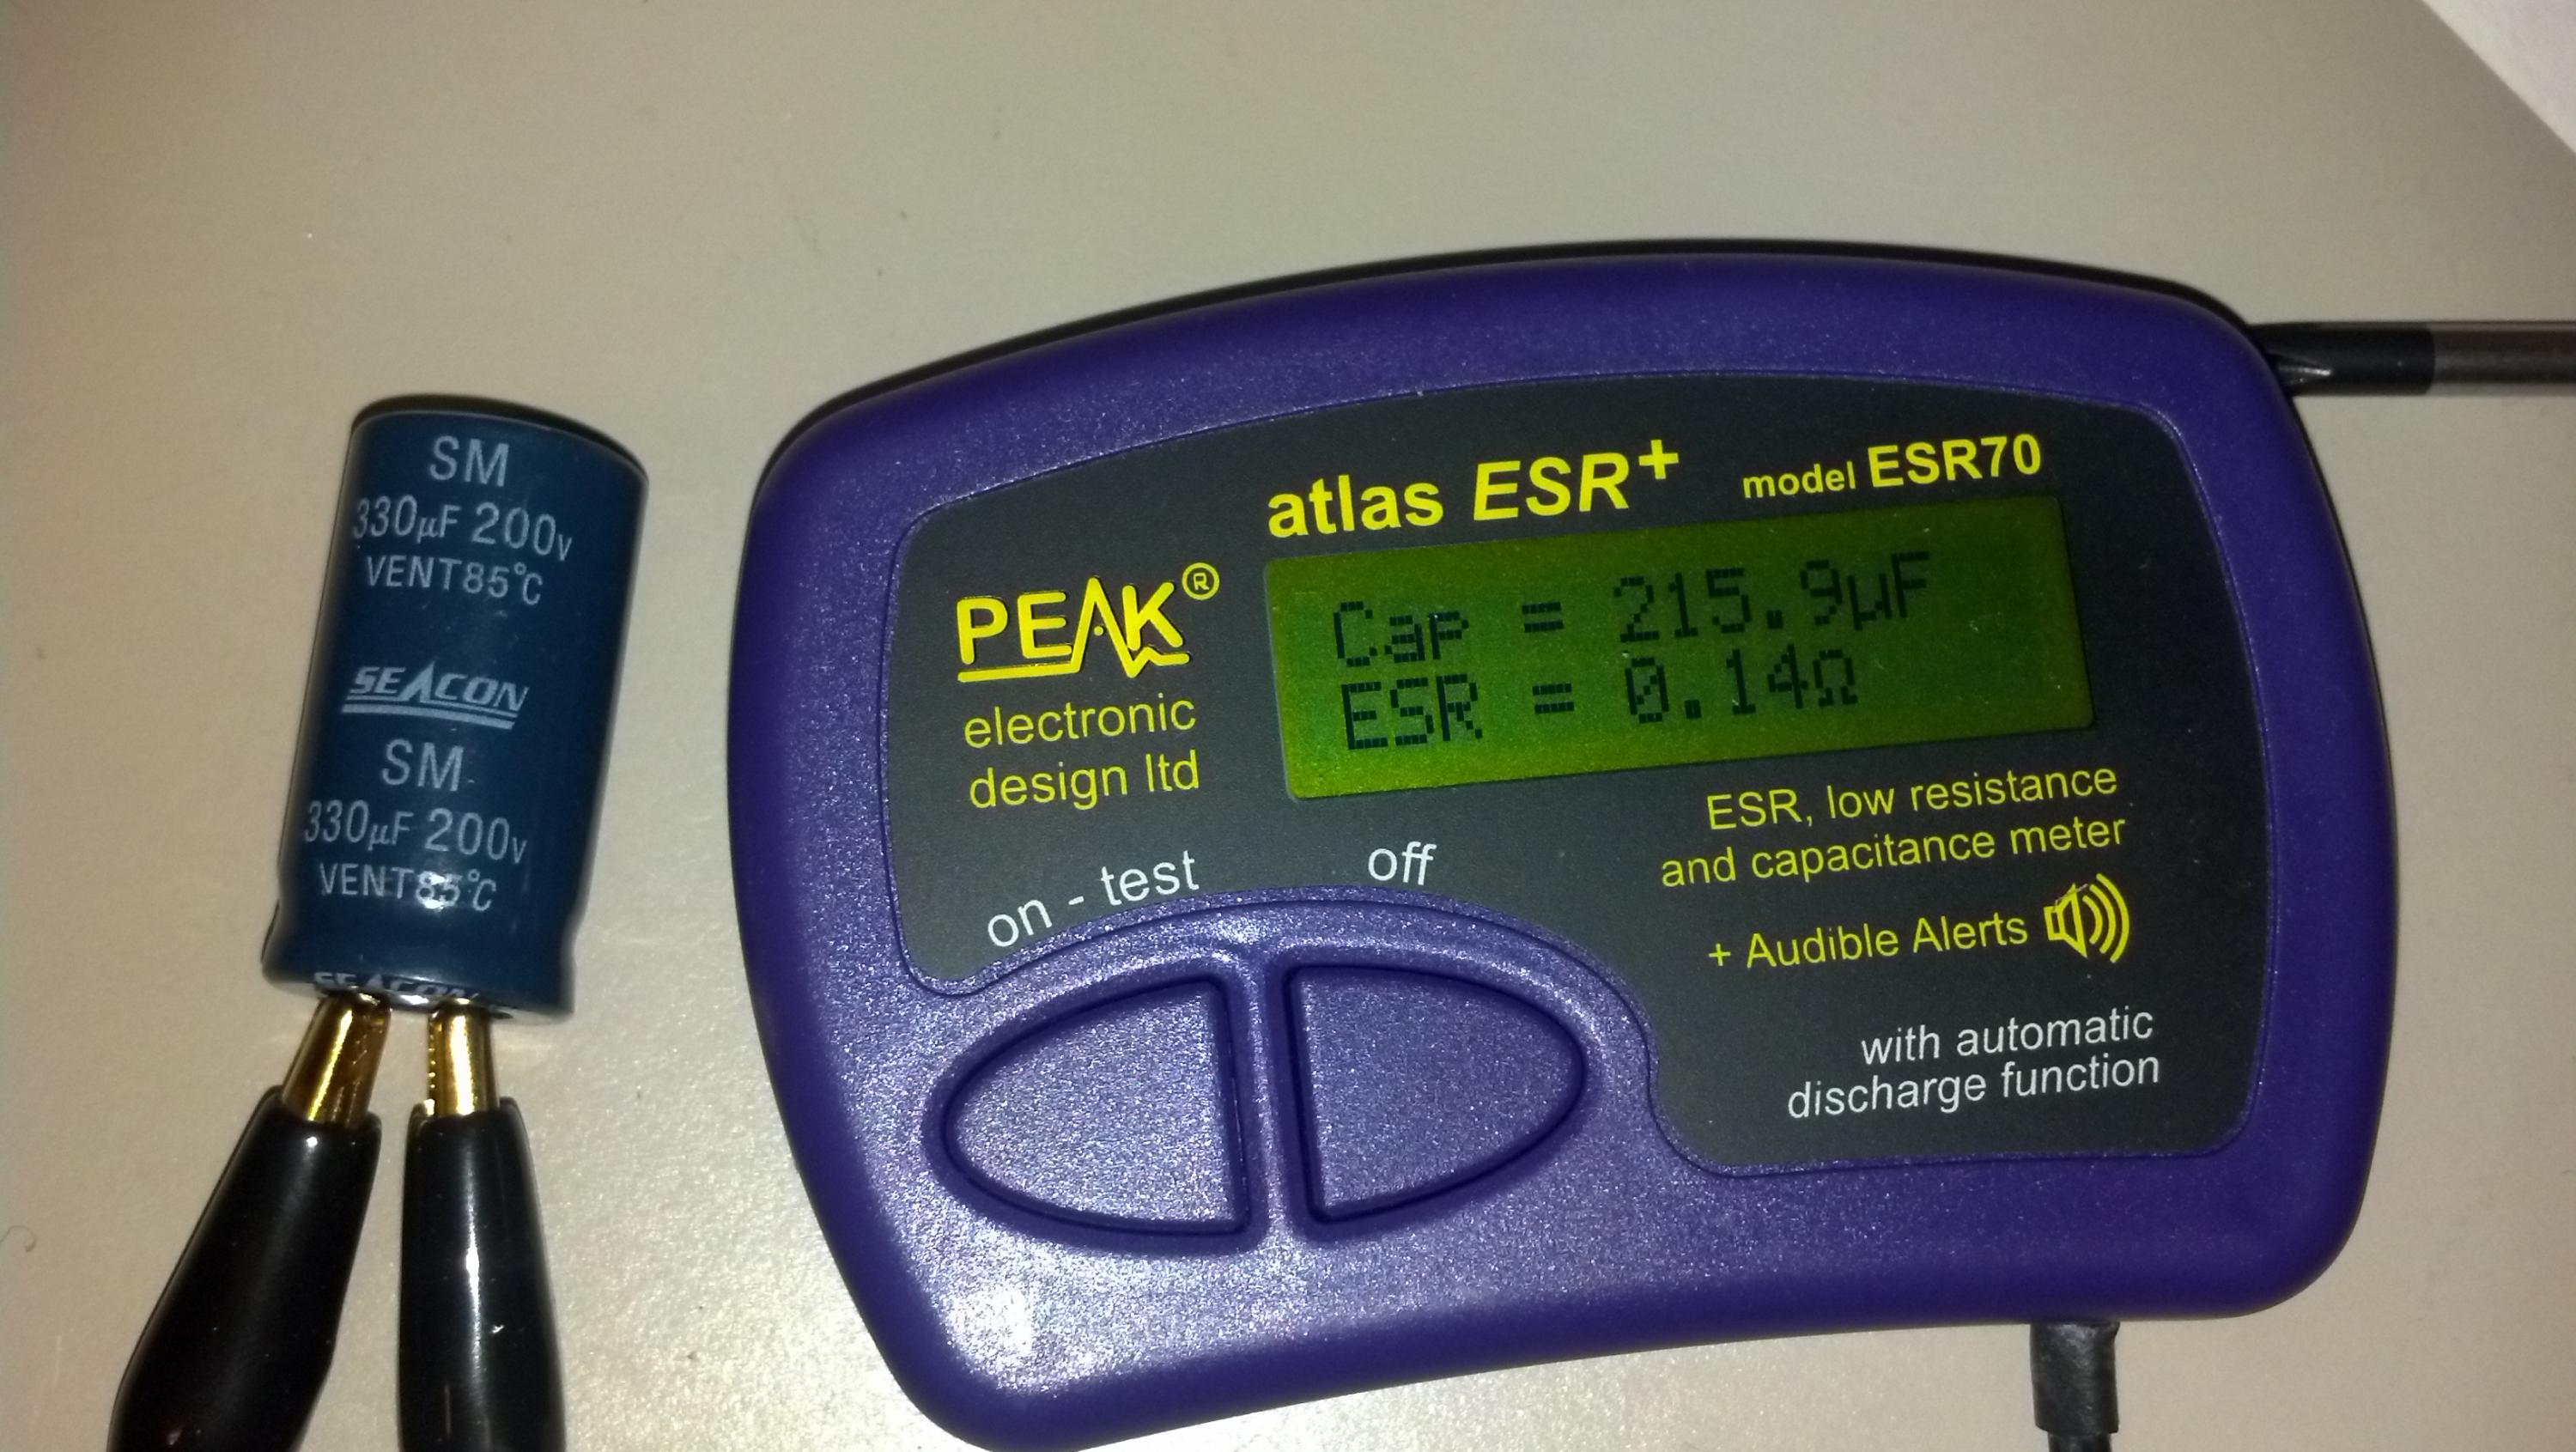 SM
330µF 200v
VENT85°C
SEACON
SM
330µF 200v
VENT85°C
SEACON
atlas ESR+ model ESR70
PEAK®
electronic
design ltd
Cap = 215.9µF
ESR = 0.14Ω
ESR, low resistance
and capacitance meter
+ Audible Alerts
on - test off
with automatic
discharge function